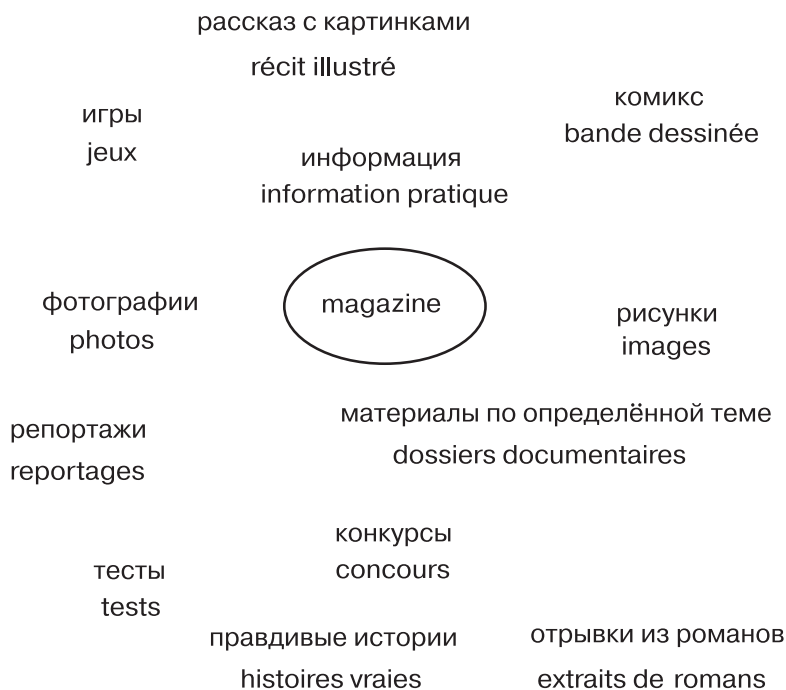 рассказ с картинками
récit illustré
игры
jeux
комикс
bande dessinée
информация
information pratique
фотографии
photos
magazine
рисунки
images
репортажи
reportages
материалы по определённой теме
dossiers documentaires
конкурсы
concours
тесты
tests
правдивые истории
histoires vraies
отрывки из романов
extraits de romans